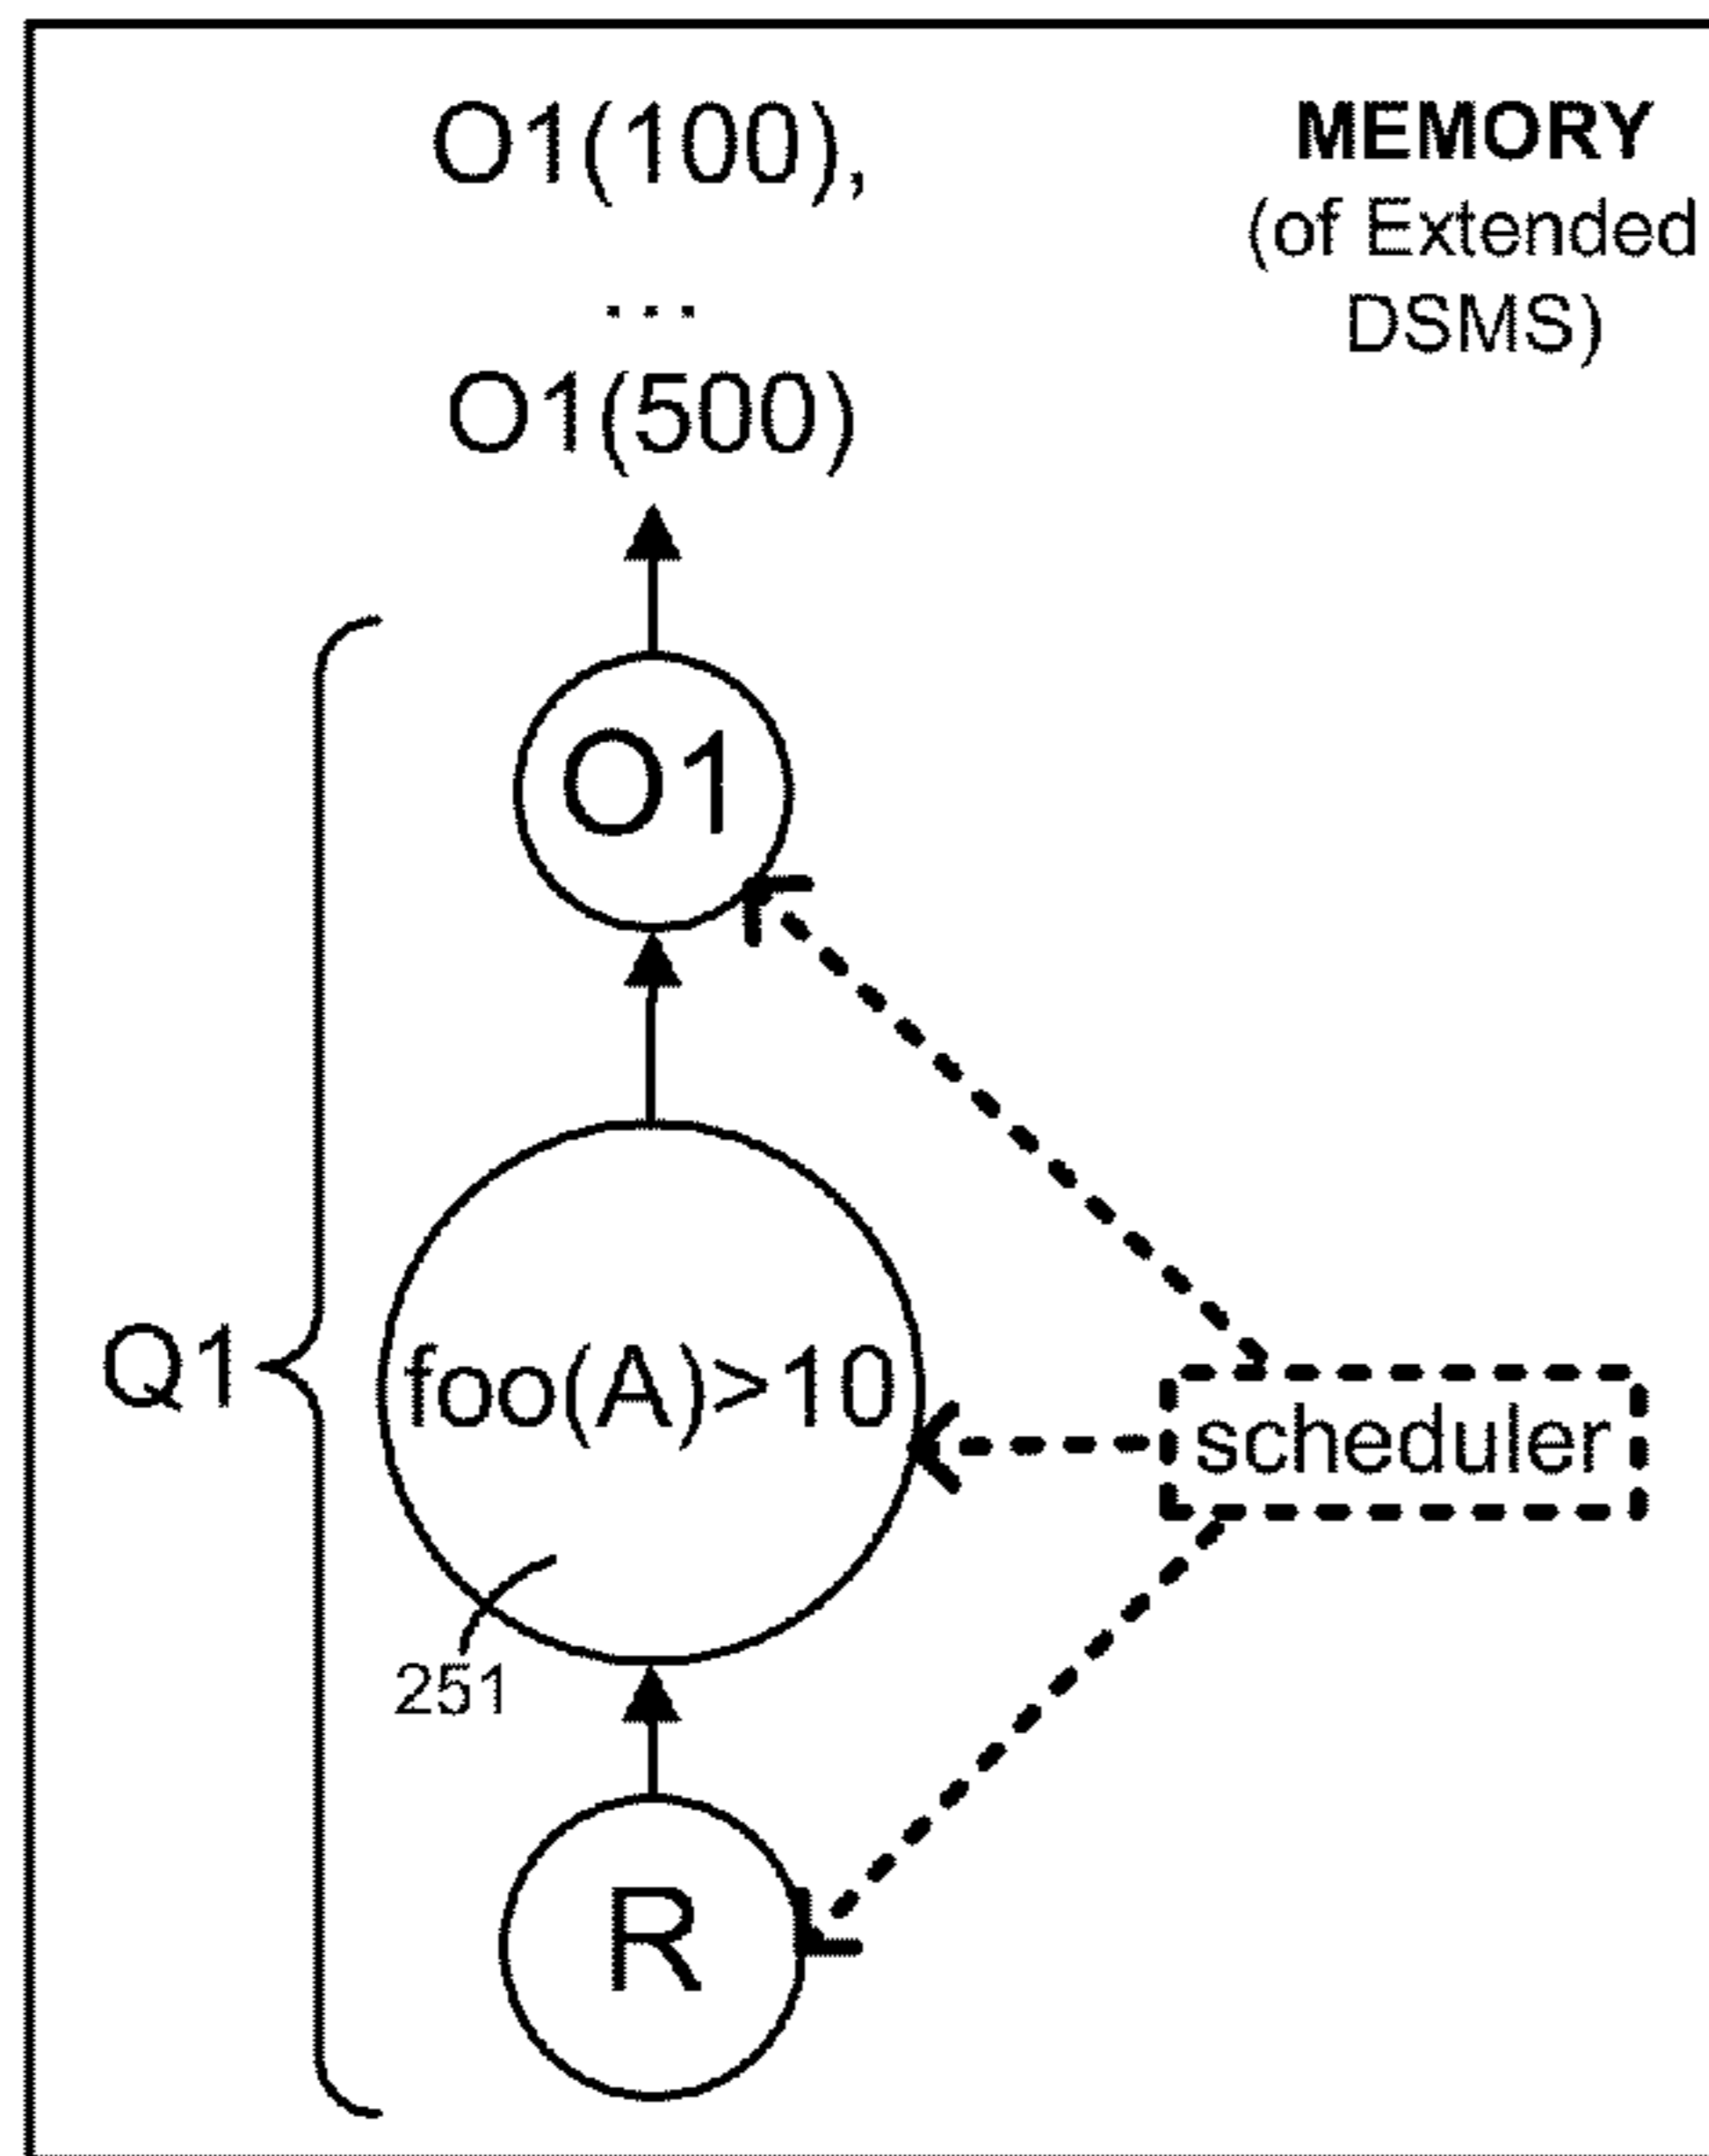 O1(100),
...
O1(500)
MEMORY
(of Extended
DSMS)
O1
Q1
foo(A)>10
scheduler
251
R